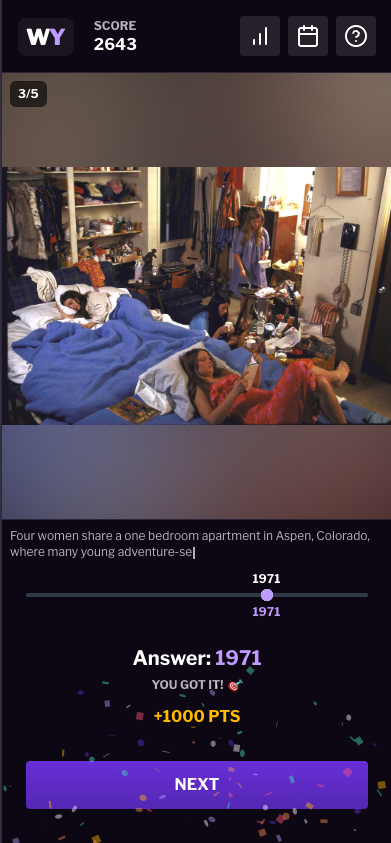 WY
SCORE
2643
3/5
Four women share a one bedroom apartment in Aspen, Colorado,
where many young adventure-se
1971
1971
Answer: 1971
YOU GOT IT! 🎯
+1000 PTS
NEXT